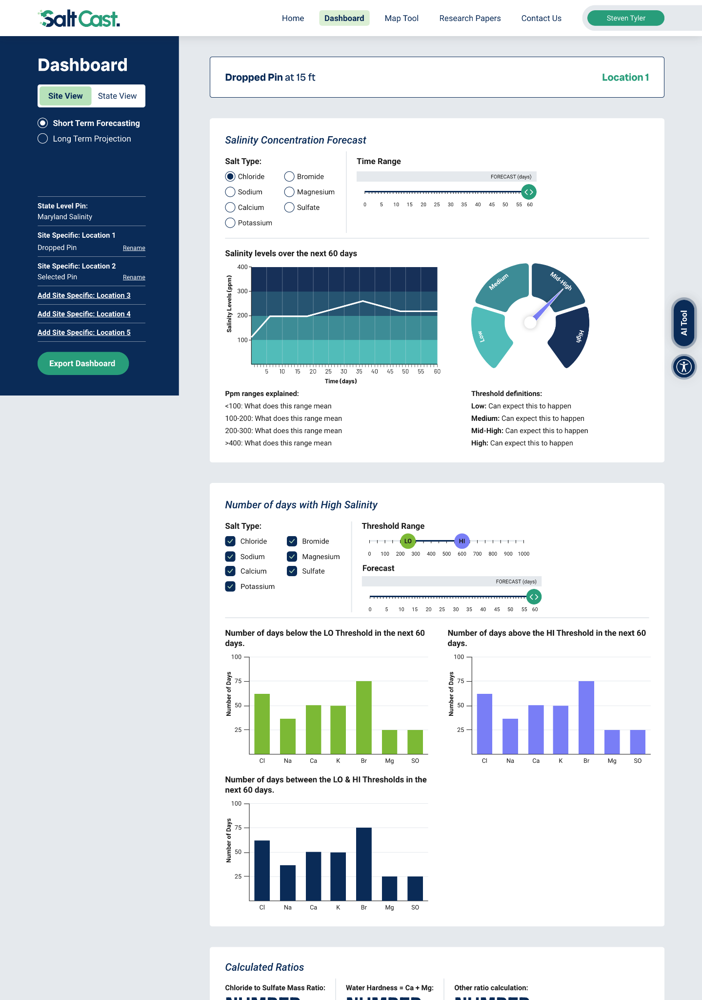 Salt Cast.
Home
Dashboard
Map Tool
Research Papers
Contact Us
Steven Tyler
Dashboard
Site View
State View
Short Term Forecasting
Long Term Projection
State Level Pin:
Maryland Salinity
Site Specific: Location 1
Dropped Pin
Rename
Site Specific: Location 2
Selected Pin
Rename
Add Site Specific: Location 3
Add Site Specific: Location 4
Add Site Specific: Location 5
Export Dashboard
Dropped Pin at 15 ft
Location 1
Salinity Concentration Forecast
Salt Type:
Chloride
Bromide
Sodium
Magnesium
Calcium
Sulfate
Potassium
Time Range
FORECAST (days)
0 5 10 15 20 25 30 35 40 45 50 55 60
Salinity levels over the next 60 days
Salinity Levels (ppm)
400
300
200
100
5 10 15 20 25 30 35 40 45 50 55 60
Time (days)
Low
Medium
Mid-High
High
Ppm ranges explained:
<100: What does this range mean
100-200: What does this range mean
200-300: What does this range mean
>400: What does this range mean
Threshold definitions:
Low: Can expect this to happen
Medium: Can expect this to happen
Mid-High: Can expect this to happen
High: Can expect this to happen
AI Tool
Number of days with High Salinity
Salt Type:
Chloride
Bromide
Sodium
Magnesium
Calcium
Sulfate
Potassium
Threshold Range
LO
HI
0 100 200 300 400 500 600 700 800 900 1000
Forecast
FORECAST (days)
0 5 10 15 20 25 30 35 40 45 50 55 60
Number of days below the LO Threshold in the next 60
days.
Number of Days
100
75
50
25
Cl Na Ca K Br Mg SO
Number of days above the HI Threshold in the next 60
days.
Number of Days
100
75
50
25
Cl Na Ca K Br Mg SO
Number of days between the LO & HI Thresholds in the
next 60 days.
Number of Days
100
75
50
25
Cl Na Ca K Br Mg SO
Calculated Ratios
Chloride to Sulfate Mass Ratio:
NUMBER
Water Hardness = Ca + Mg:
NUMBER
Other ratio calculation:
NUMBER